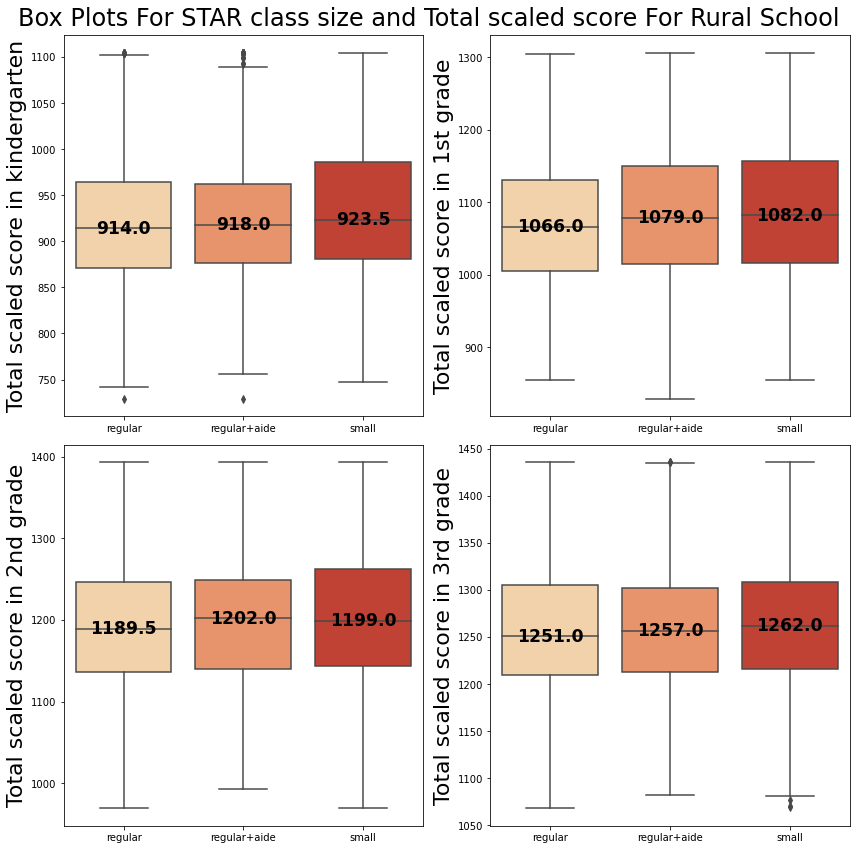 Box Plots For STAR class size and Total scaled score For Rural School
Total scaled score in kindergarten
1100
1050
1000
950
900
850
800
750
914.0
918.0
923.5
regular
regular+aide
small
Total scaled score in 1st grade
1300
1200
1100
1000
900
1066.0
1079.0
1082.0
regular
regular+aide
small
Total scaled score in 2nd grade
1400
1300
1200
1100
1000
1189.5
1202.0
1199.0
regular
regular+aide
small
Total scaled score in 3rd grade
1450
1400
1350
1300
1250
1200
1150
1100
1050
1251.0
1257.0
1262.0
regular
regular+aide
small